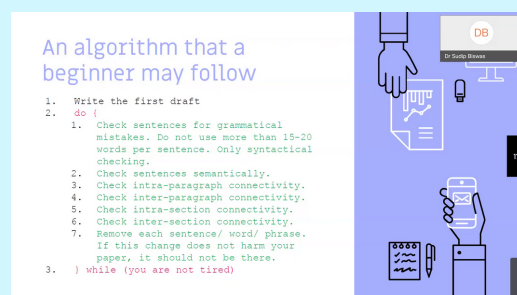 An algorithm that a
beginner may follow
1. Write the first draft
2. do {
1. Check sentences for grammatical
mistakes. Do not use more than 15-20
words per sentence. Only syntactical
checking.
2. Check sentences semantically.
3. Check intra-paragraph connectivity.
4. Check inter-paragraph connectivity.
5. Check intra-section connectivity.
6. Check inter-section connectivity.
7. Remove each sentence/ word/ phrase.
If this change does not harm your
paper, it should not be there.
3. } while (you are not tired)
DB
Dr Sudip Biswas